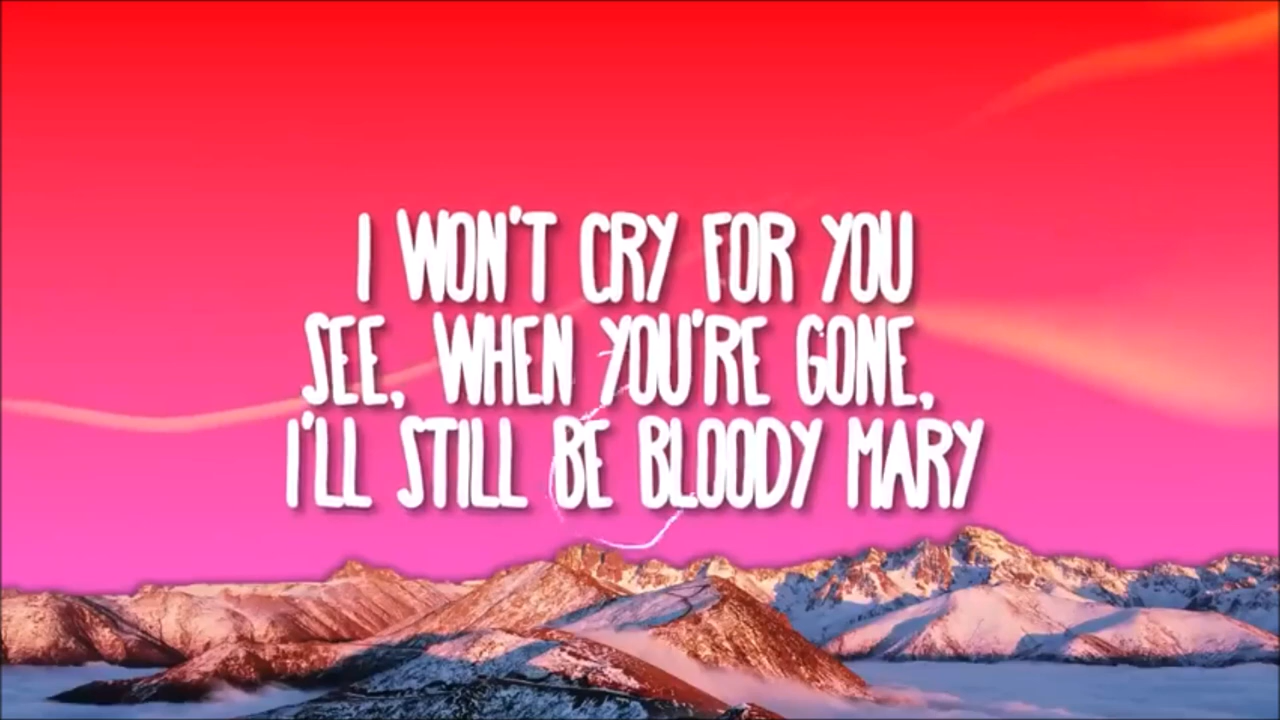 I WON'T CRY FOR YOU
SEE, WHEN YOU'RE GONE,
I'LL STILL BE BLOODY MARY